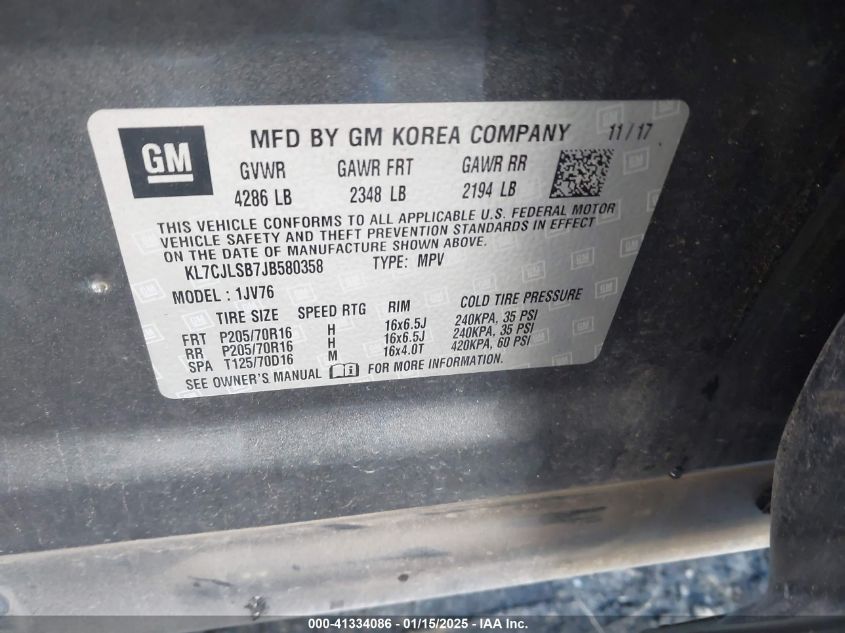 GM
MFD BY GM KOREA COMPANY 11/17
GVWR GAWR FRT GAWR RR
4286 LB 2348 LB 2194 LB
THIS VEHICLE CONFORMS TO ALL APPLICABLE U.S. FEDERAL MOTOR
VEHICLE SAFETY AND THEFT PREVENTION STANDARDS IN EFFECT
ON THE DATE OF MANUFACTURE SHOWN ABOVE.
KL7CJLSB7JB580358 TYPE: MPV
MODEL : 1JV76
TIRE SIZE SPEED RTG RIM COLD TIRE PRESSURE
FRT P205/70R16 H 16x6.5J 240KPA, 35 PSI
RR P205/70R16 H 16x6.5J 240KPA, 35 PSI
SPA T125/70D16 M 16x4.0T 420KPA, 60 PSI
SEE OWNER'S MANUAL FOR MORE INFORMATION.
000-41334086 - 01/15/2025 - Copyright © 2025 IAA, Inc.